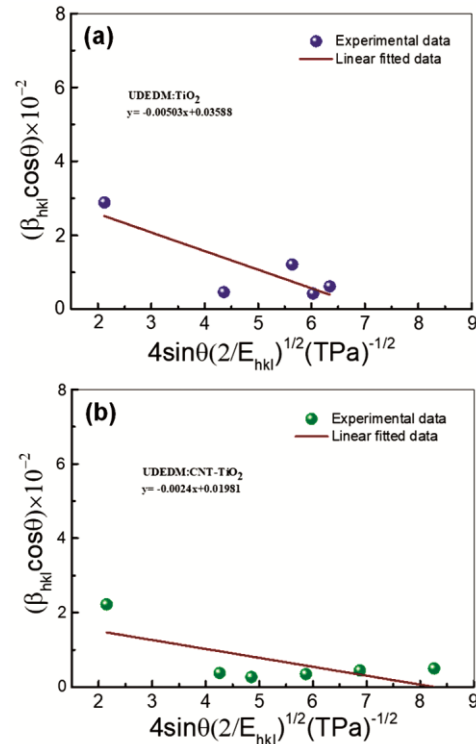 (a)
Experimental data
Linear fitted data
UDEDM:TiO₂
y= -0.00503x+0.03588
8
6
4
2
0
(βhklcosθ)×10⁻²
2 3 4 5 6 7 8 9
4sinθ(2/Ehkl)¹/²(TPa)⁻¹/²
(b)
Experimental data
Linear fitted data
UDEDM:CNT-TiO₂
y= -0.0024x+0.01981
8
6
4
2
0
(βhklcosθ)×10⁻²
2 3 4 5 6 7 8 9
4sinθ(2/Ehkl)¹/²(TPa)⁻¹/²